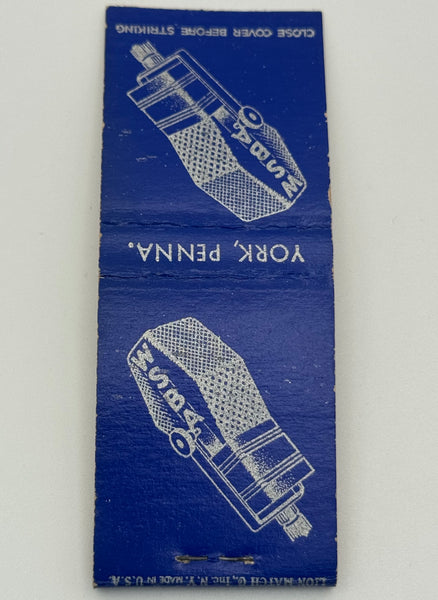 CLOSE COVER BEFORE STRIKING
WSBA
YORK, PENNA.
WSBA
LION MATCH Co., Inc. N.Y. MADE IN U.S.A.